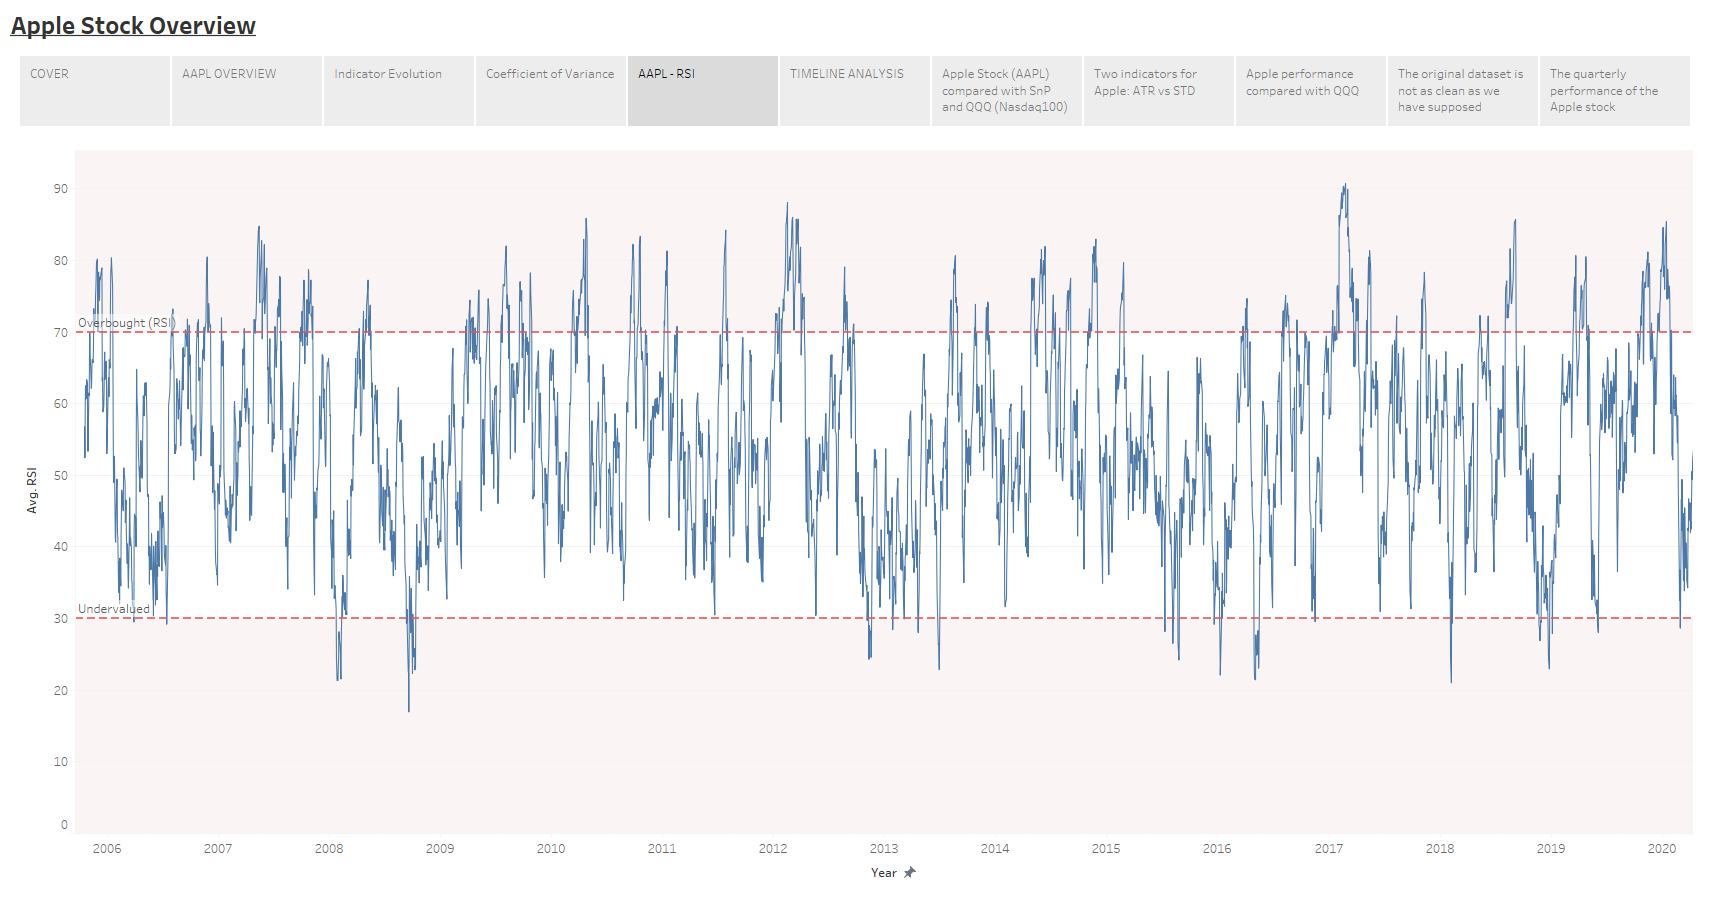 Apple Stock Overview
COVER
AAPL OVERVIEW
Indicator Evolution
Coefficient of Variance
AAPL - RSI
TIMELINE ANALYSIS
Apple Stock (AAPL)
compared with SnP
and QQQ (Nasdaq100)
Two indicators for
Apple: ATR vs STD
Apple performance
compared with QQQ
The original dataset is
not as clean as we
have supposed
The quarterly
performance of the
Apple stock
90
80
Overbought (RSI)
70
60
50
Avg. RSI
40
Undervalued
30
20
10
0
2006 2007 2008 2009 2010 2011 2012 2013 2014 2015 2016 2017 2018 2019 2020
Year